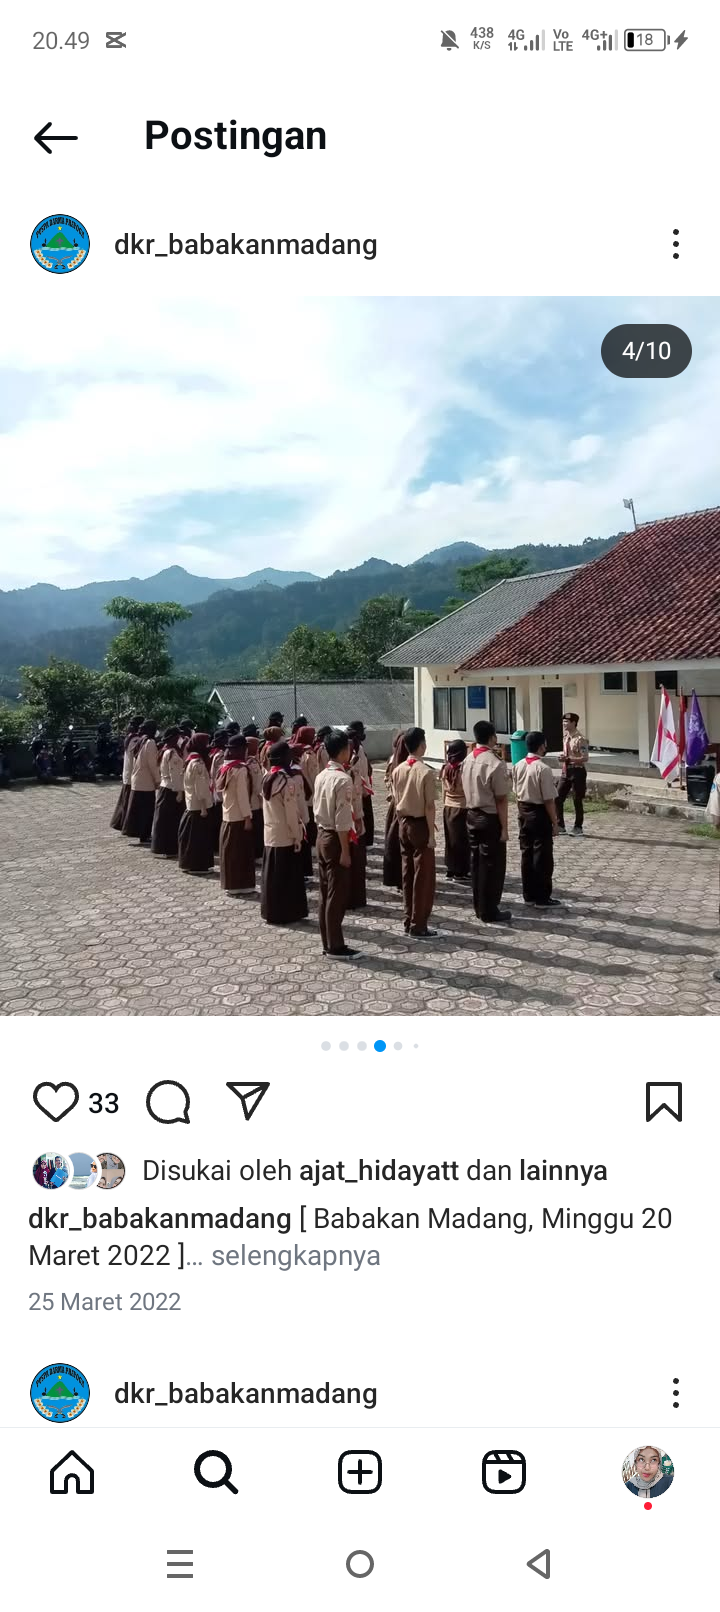 20.49 438 K/S 4G Vo LTE 4G+ 18
Postingan
dkr_babakanmadang
4/10
33
Disukai oleh ajat_hidayatt dan lainnya
dkr_babakanmadang [ Babakan Madang, Minggu 20
Maret 2022 ]... selengkapnya
25 Maret 2022
dkr_babakanmadang